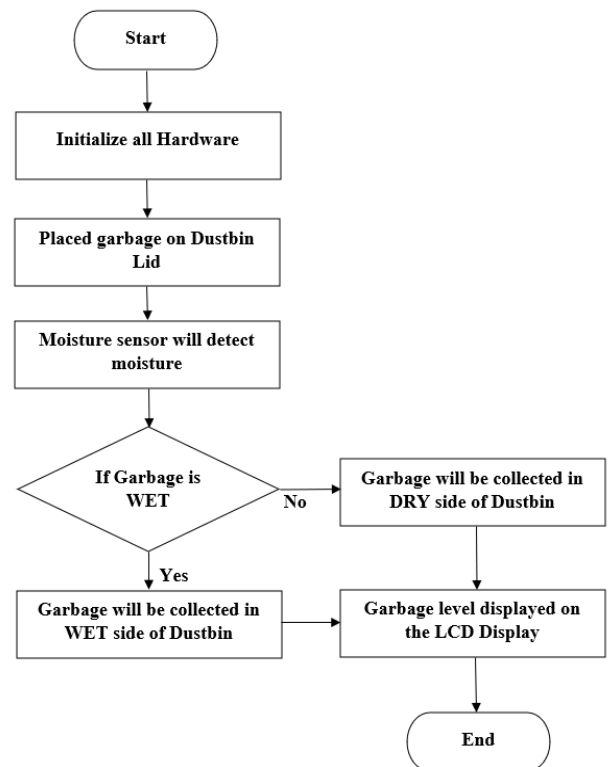 Start
Initialize all Hardware
Placed garbage on Dustbin
Lid
Moisture sensor will detect
moisture
If Garbage is
WET
No
Garbage will be collected in
DRY side of Dustbin
Yes
Garbage will be collected in
WET side of Dustbin
Garbage level displayed on
the LCD Display
End